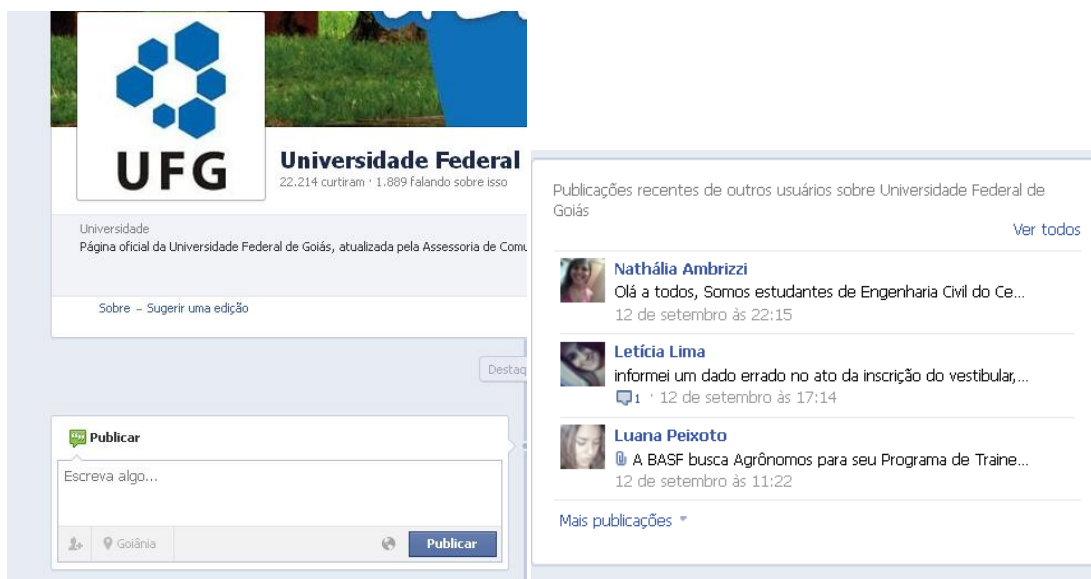 UFG
Universidade Federal
22.214 curtiram · 1.889 falando sobre isso
Universidade
Página oficial da Universidade Federal de Goiás, atualizada pela Assessoria de Comu
Sobre – Sugerir uma edição
Destaq
Publicar
Escreva algo...
Goiânia
Publicar
Publicações recentes de outros usuários sobre Universidade Federal de
Goiás
Ver todos
Nathália Ambrizzi
Olá a todos, Somos estudantes de Engenharia Civil do Ce...
12 de setembro às 22:15
Letícia Lima
informei um dado errado no ato da inscrição do vestibular,...
1 · 12 de setembro às 17:14
Luana Peixoto
A BASF busca Agrônomos para seu Programa de Traine...
12 de setembro às 11:22
Mais publicações